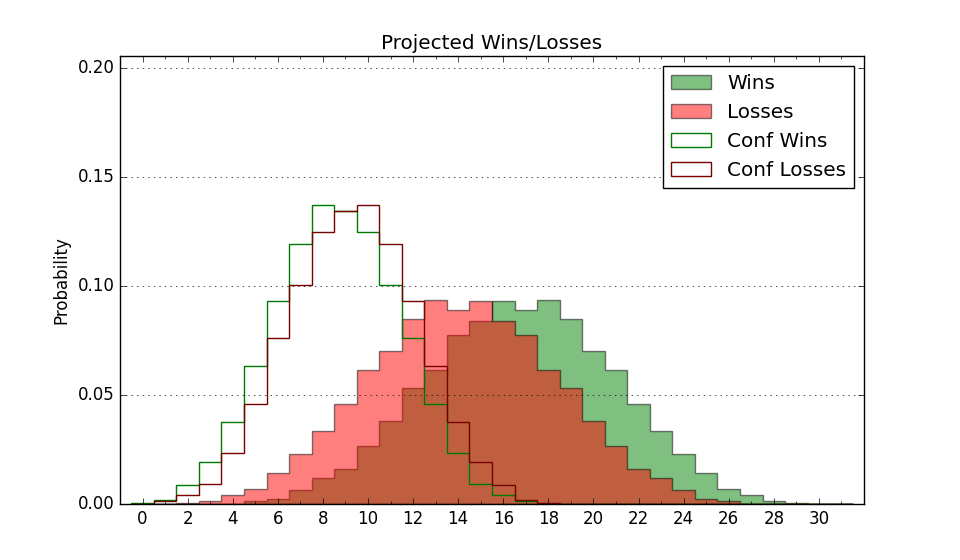 Projected Wins/Losses
0.20
0.15
0.10
0.05
0.00
Probability
Wins
Losses
Conf Wins
Conf Losses
0 2 4 6 8 10 12 14 16 18 20 22 24 26 28 30